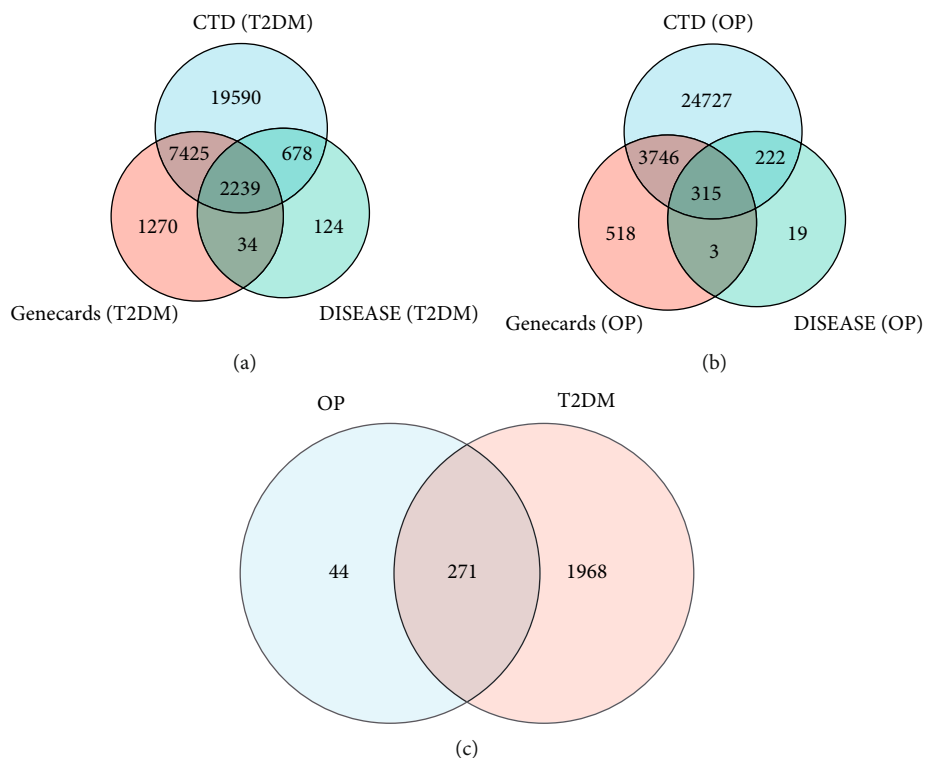 CTD (T2DM)
19590
7425
678
2239
1270
34
124
Genecards (T2DM)
DISEASE (T2DM)
(a)
CTD (OP)
24727
3746
222
315
518
3
19
Genecards (OP)
DISEASE (OP)
(b)
OP
T2DM
44
271
1968
(c)